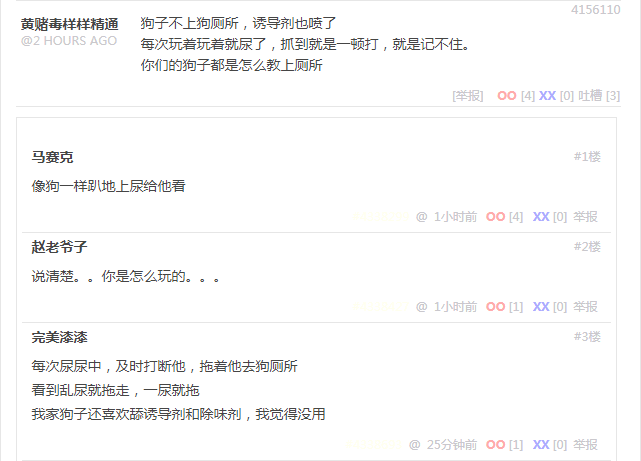 4156110
黄赌毒样样精通
@2 HOURS AGO
狗子不上狗厕所，诱导剂也喷了
每次玩着玩着就尿了，抓到就是一顿打，就是记不住。
你们的狗子都是怎么教上厕所
[举报] OO [4] XX [0] 吐槽 [3]
马赛克 #1楼
像狗一样趴地上尿给他看
@ 1小时前 OO [4] XX [0] 举报
赵老爷子 #2楼
说清楚。。你是怎么玩的。。。
@ 1小时前 OO [1] XX [0] 举报
完美漆漆 #3楼
每次尿尿中，及时打断他，拖着他去狗厕所
看到乱尿就拖走，一尿就拖
我家狗子还喜欢舔诱导剂和除味剂，我觉得没用
@ 25分钟前 OO [1] XX [0] 举报